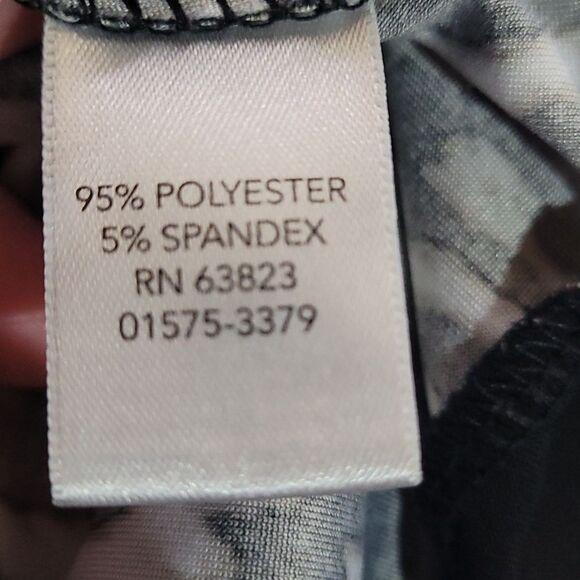 95% POLYESTER
5% SPANDEX
RN 63823
01575-3379